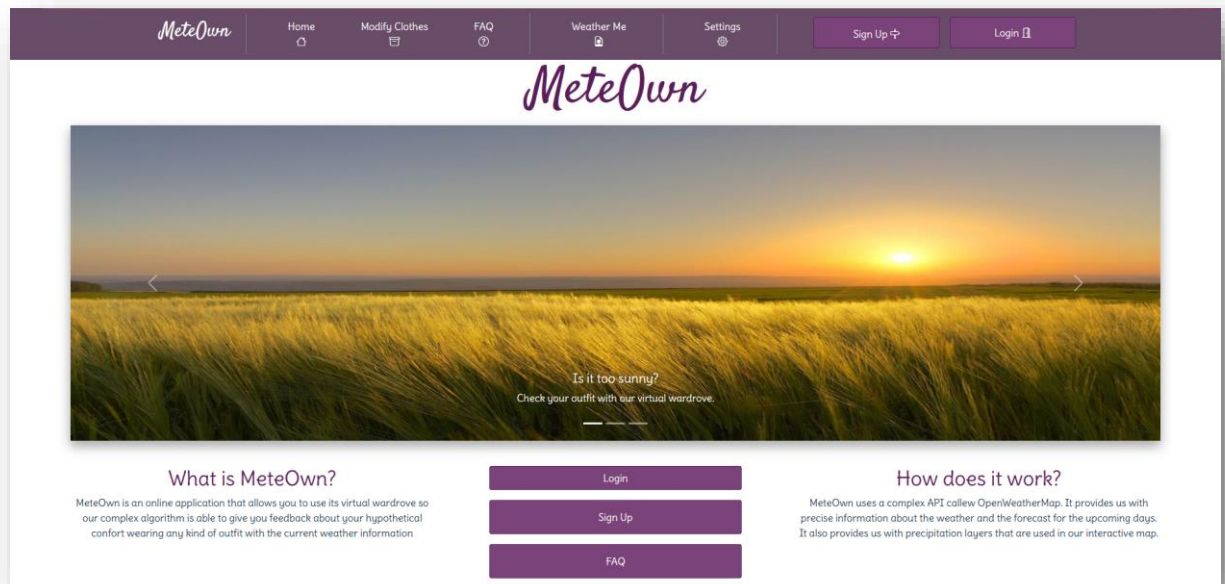 MeteOwn
Home
Modify Clothes
FAQ
Weather Me
Settings
Sign Up
Login
MeteOwn
Is it too sunny?
Check your outfit with our virtual wardrove.
What is MeteOwn?
MeteOwn is an online application that allows you to use its virtual wardrove so
our complex algorithm is able to give you feedback about your hypothetical
confort wearing any kind of outfit with the current weather information
Login
Sign Up
FAQ
How does it work?
MeteOwn uses a complex API callew OpenWeatherMap. It provides us with
precise information about the weather and the forecast for the upcoming days.
It also provides us with precipitation layers that are used in our interactive map.